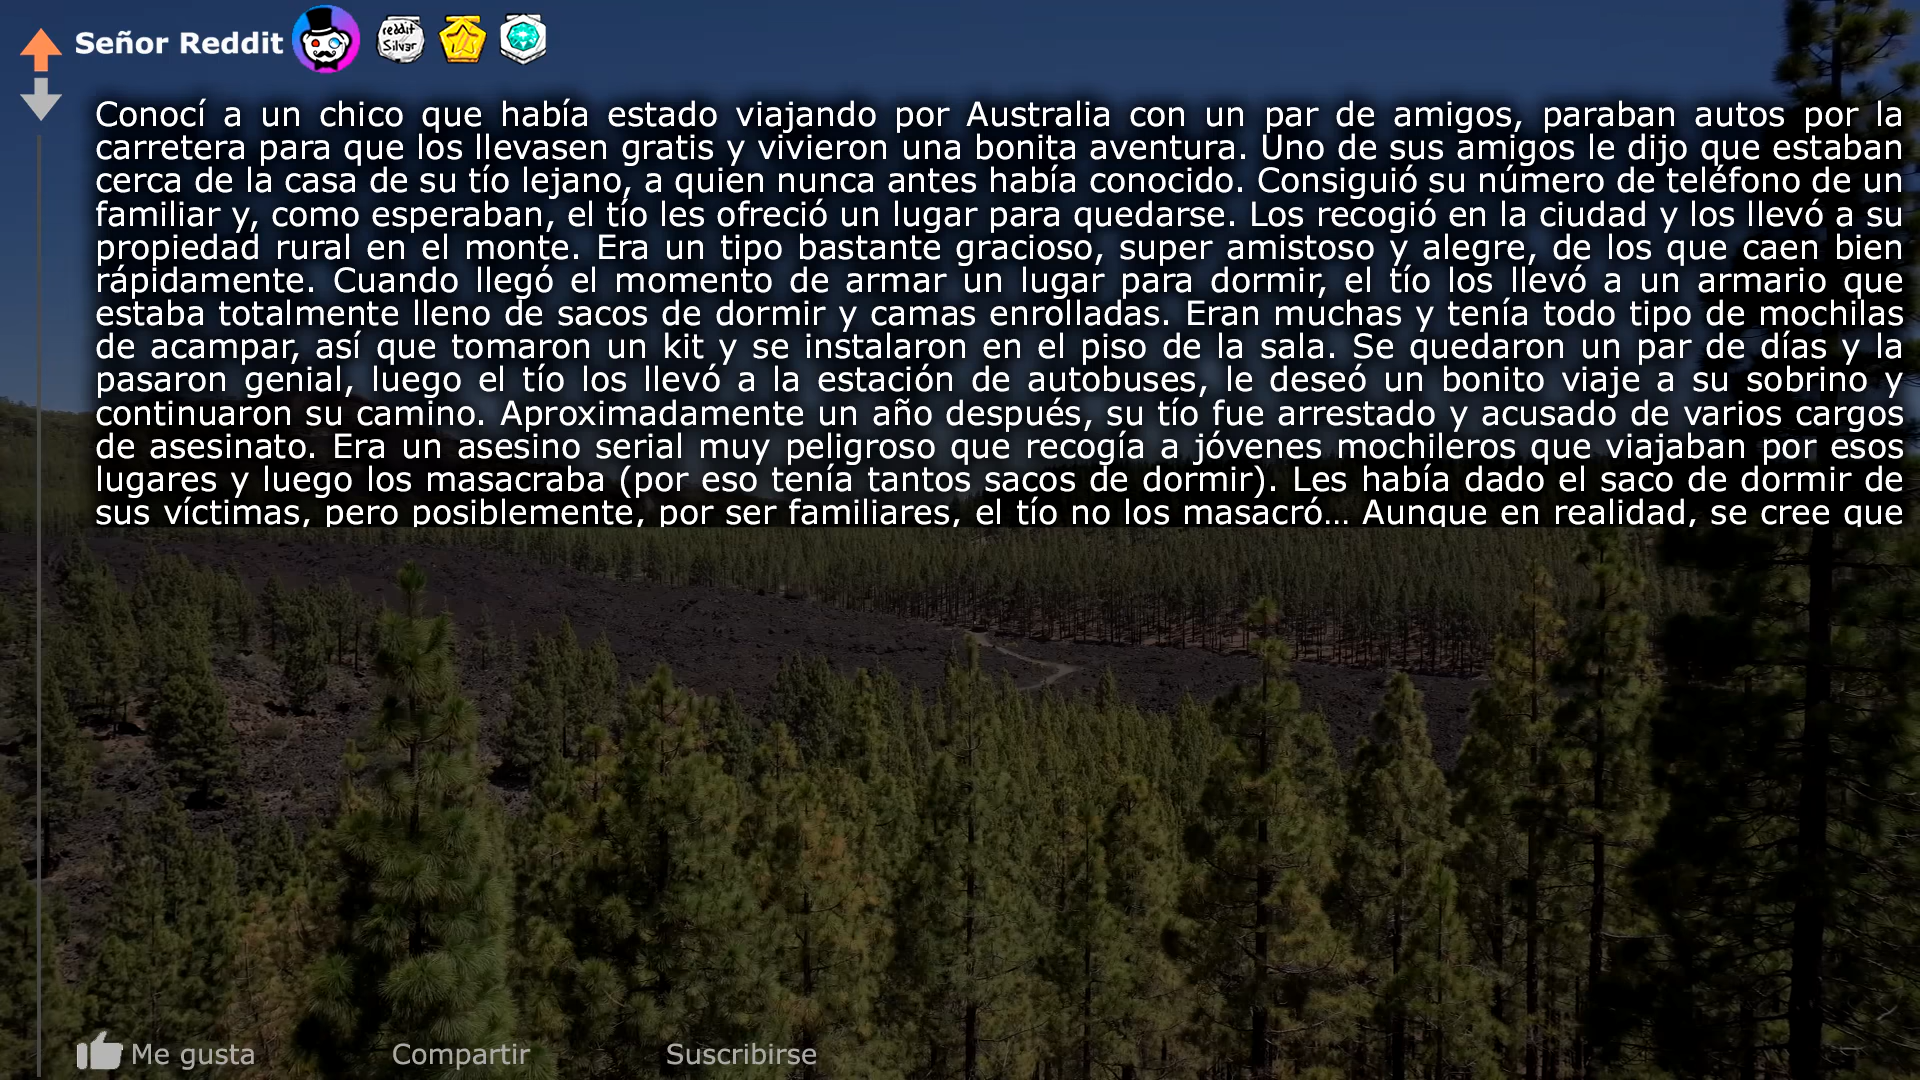 Señor Reddit
reddit
Silv3r
Conocí a un chico que había estado viajando por Australia con un par de amigos, paraban autos por la
carretera para que los llevasen gratis y vivieron una bonita aventura. Uno de sus amigos le dijo que estaban
cerca de la casa de su tío lejano, a quien nunca antes había conocido. Consiguió su número de teléfono de un
familiar y, como esperaban, el tío les ofreció un lugar para quedarse. Los recogió en la ciudad y los llevó a su
propiedad rural en el monte. Era un tipo bastante gracioso, super amistoso y alegre, de los que caen bien
rápidamente. Cuando llegó el momento de armar un lugar para dormir, el tío los llevó a un armario que
estaba totalmente lleno de sacos de dormir y camas enrolladas. Eran muchas y tenía todo tipo de mochilas
de acampar, así que tomaron un kit y se instalaron en el piso de la sala. Se quedaron un par de días y la
pasaron genial, luego el tío los llevó a la estación de autobuses, le deseó un bonito viaje a su sobrino y
continuaron su camino. Aproximadamente un año después, su tío fue arrestado y acusado de varios cargos
de asesinato. Era un asesino serial muy peligroso que recogía a jóvenes mochileros que viajaban por esos
lugares y luego los masacraba (por eso tenía tantos sacos de dormir). Les había dado el saco de dormir de
sus víctimas, pero posiblemente, por ser familiares, el tío no los masacró... Aunque en realidad, se cree que
Me gusta
Compartir
Suscribirse